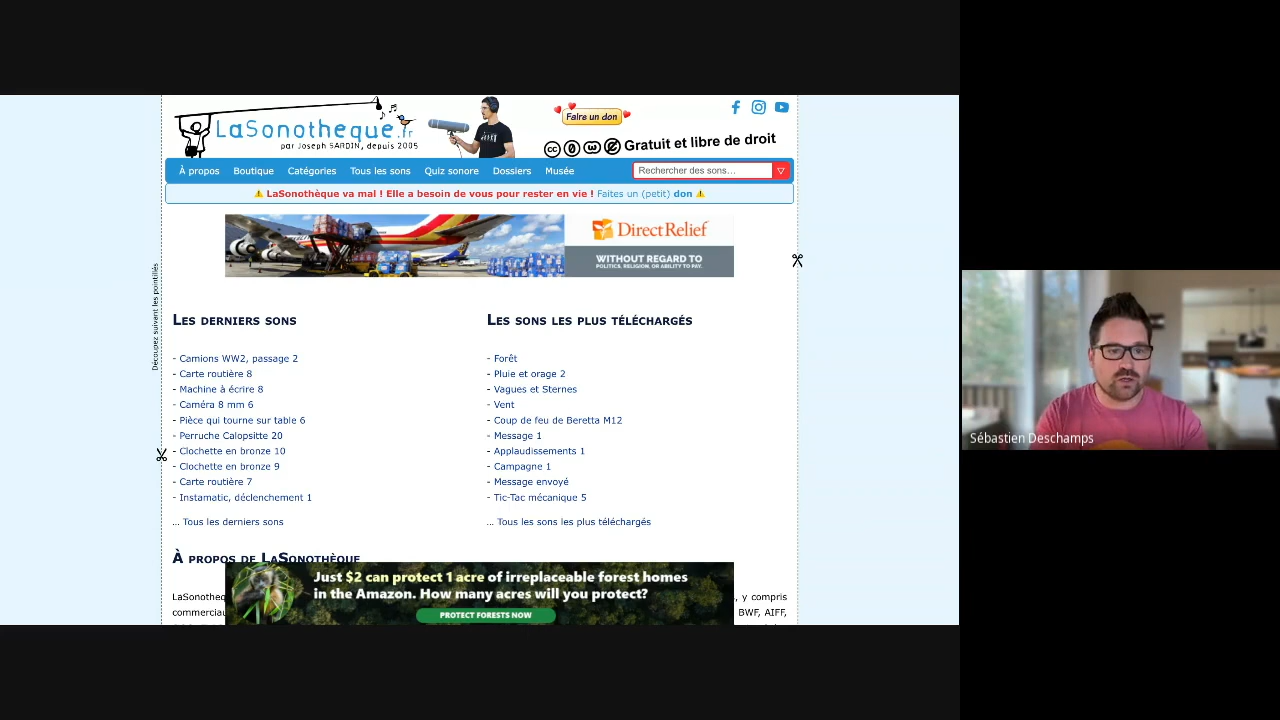 LaSonotheque.fr
par Joseph SARDIN, depuis 2005
Faire un don
Gratuit et libre de droit
À propos
Boutique
Catégories
Tous les sons
Quiz sonore
Dossiers
Musée
Rechercher des sons...
LaSonothèque va mal ! Elle a besoin de vous pour rester en vie ! Faites un (petit) don
DirectRelief
WITHOUT REGARD TO
POLITICS, RELIGION, OR ABILITY TO PAY.
Découpez suivant les pointillés
Les derniers sons
- Camions WW2, passage 2
- Carte routière 8
- Machine à écrire 8
- Caméra 8 mm 6
- Pièce qui tourne sur table 6
- Perruche Calopsitte 20
- Clochette en bronze 10
- Clochette en bronze 9
- Carte routière 7
- Instamatic, déclenchement 1
... Tous les derniers sons
Les sons les plus téléchargés
- Forêt
- Pluie et orage 2
- Vagues et Sternes
- Vent
- Coup de feu de Beretta M12
- Message 1
- Applaudissements 1
- Campagne 1
- Message envoyé
- Tic-Tac mécanique 5
... Tous les sons les plus téléchargés
À propos de LaSonothèque
Just $2 can protect 1 acre of irreplaceable forest homes
in the Amazon. How many acres will you protect?
PROTECT FORESTS NOW
, y compris
BWF, AIFF,
Sébastien Deschamps